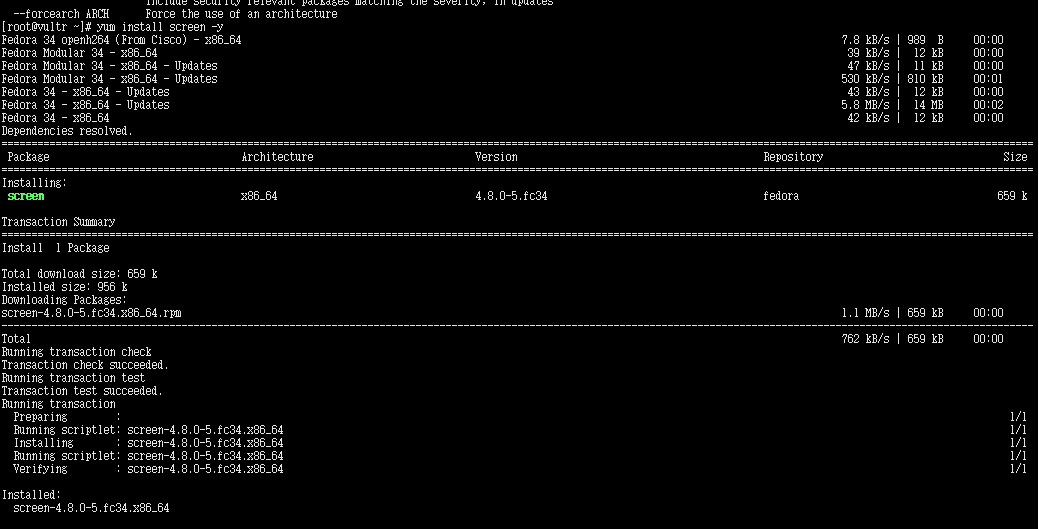 include security relevant packages matching the severity, in updates
--forcearch ARCH Force the use of an architecture
[root@vultr ~]# yum install screen -y
Fedora 34 openh264 (From Cisco) - x86_64 7.8 kB/s | 989 B 00:00
Fedora Modular 34 - x86_64 39 kB/s | 12 kB 00:00
Fedora Modular 34 - x86_64 - Updates 47 kB/s | 11 kB 00:00
Fedora Modular 34 - x86_64 - Updates 530 kB/s | 810 kB 00:01
Fedora 34 - x86_64 - Updates 43 kB/s | 12 kB 00:00
Fedora 34 - x86_64 - Updates 5.8 MB/s | 14 MB 00:02
Fedora 34 - x86_64 42 kB/s | 12 kB 00:00
Dependencies resolved.
Package Architecture Version Repository Size
Installing:
screen x86_64 4.8.0-5.fc34 fedora 659 k
Transaction Summary
Install 1 Package
Total download size: 659 k
Installed size: 956 k
Downloading Packages:
screen-4.8.0-5.fc34.x86_64.rpm 1.1 MB/s | 659 kB 00:00
Total 762 kB/s | 659 kB 00:00
Running transaction check
Transaction check succeeded.
Running transaction test
Transaction test succeeded.
Running transaction
Preparing : 1/1
Running scriptlet: screen-4.8.0-5.fc34.x86_64 1/1
Installing : screen-4.8.0-5.fc34.x86_64 1/1
Running scriptlet: screen-4.8.0-5.fc34.x86_64 1/1
Verifying : screen-4.8.0-5.fc34.x86_64 1/1
Installed:
screen-4.8.0-5.fc34.x86_64